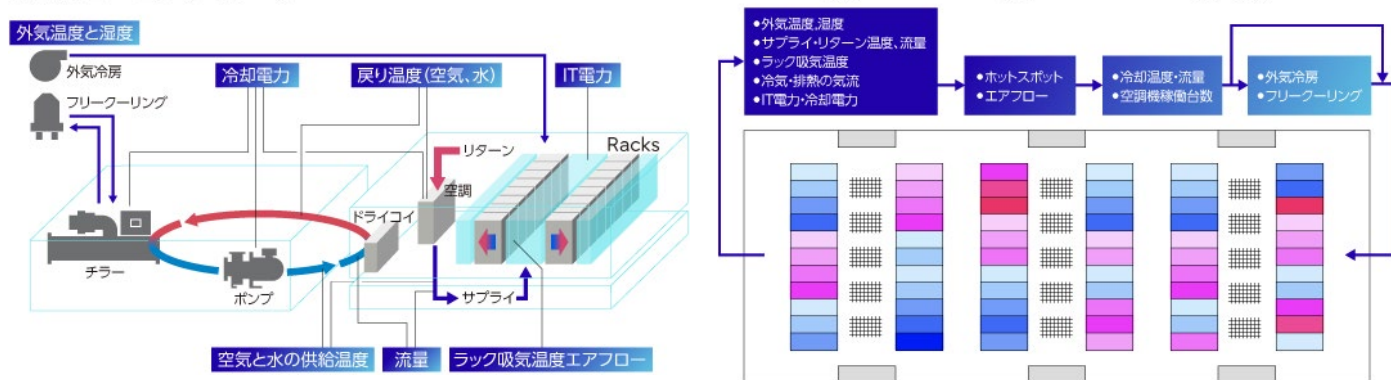 外気温度と湿度
外気冷房
フリークーリング
冷却電力
戻り温度(空気、水)
IT電力
リターン
Racks
空調
ドライコイ
チラー
ポンプ
サプライ
空気と水の供給温度
流量
ラック吸気温度エアフロー
●外気温度,湿度
●サプライ・リターン温度、流量
●ラック吸気温度
●冷気・排熱の気流
●IT電力・冷却電力
●ホットスポット
●エアフロー
●冷却温度・流量
●空調機稼働台数
●外気冷房
●フリークーリング